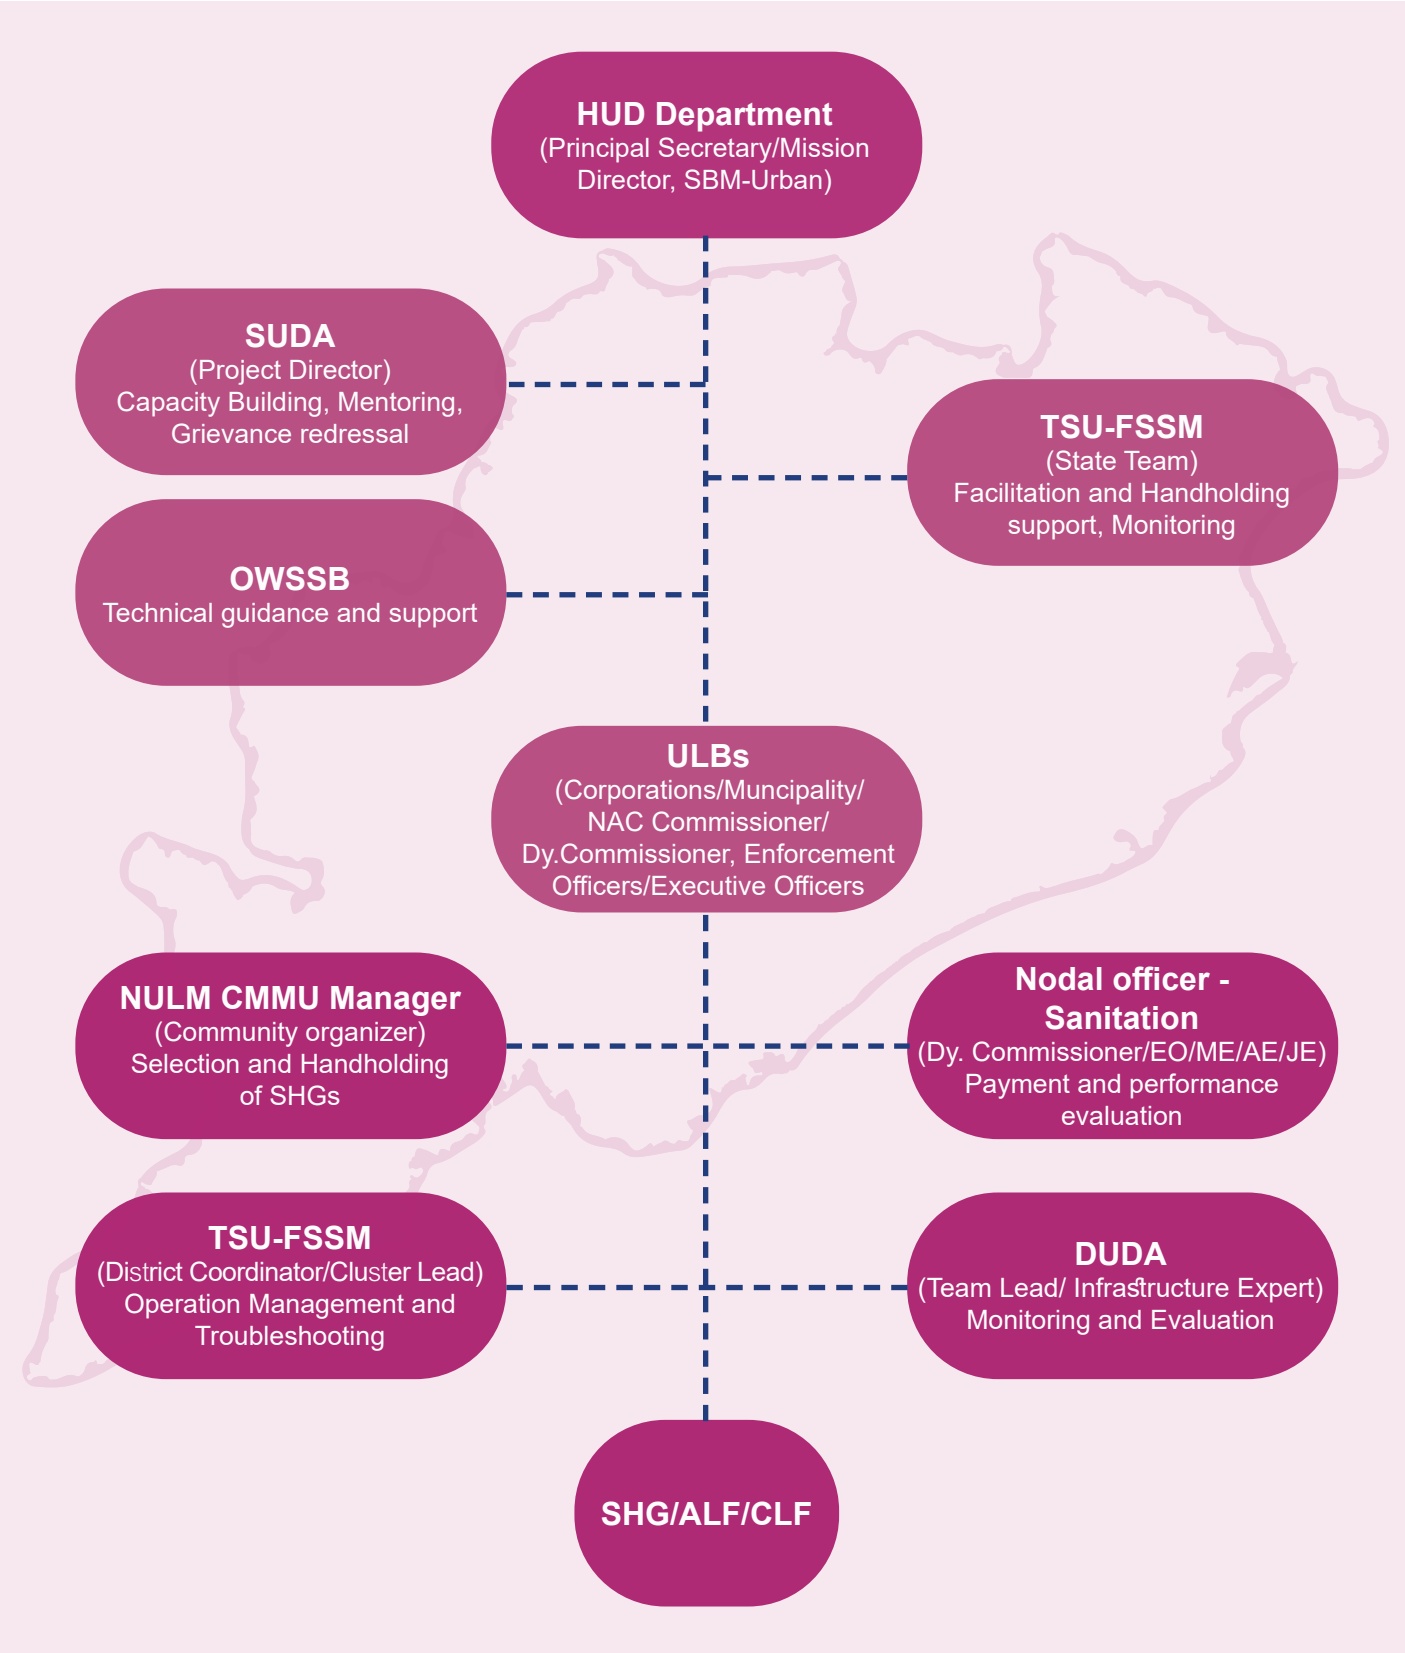 HUD Department
(Principal Secretary/Mission
Director, SBM-Urban)
SUDA
(Project Director)
Capacity Building, Mentoring,
Grievance redressal
TSU-FSSM
(State Team)
Facilitation and Handholding
support, Monitoring
OWSSB
Technical guidance and support
ULBs
(Corporations/Muncipality/
NAC Commissioner/
Dy.Commissioner, Enforcement
Officers/Executive Officers
NULM CMMU Manager
(Community organizer)
Selection and Handholding
of SHGs
Nodal officer -
Sanitation
(Dy. Commissioner/EO/ME/AE/JE)
Payment and performance
evaluation
TSU-FSSM
(District Coordinator/Cluster Lead)
Operation Management and
Troubleshooting
DUDA
(Team Lead/ Infrastructure Expert)
Monitoring and Evaluation
SHG/ALF/CLF